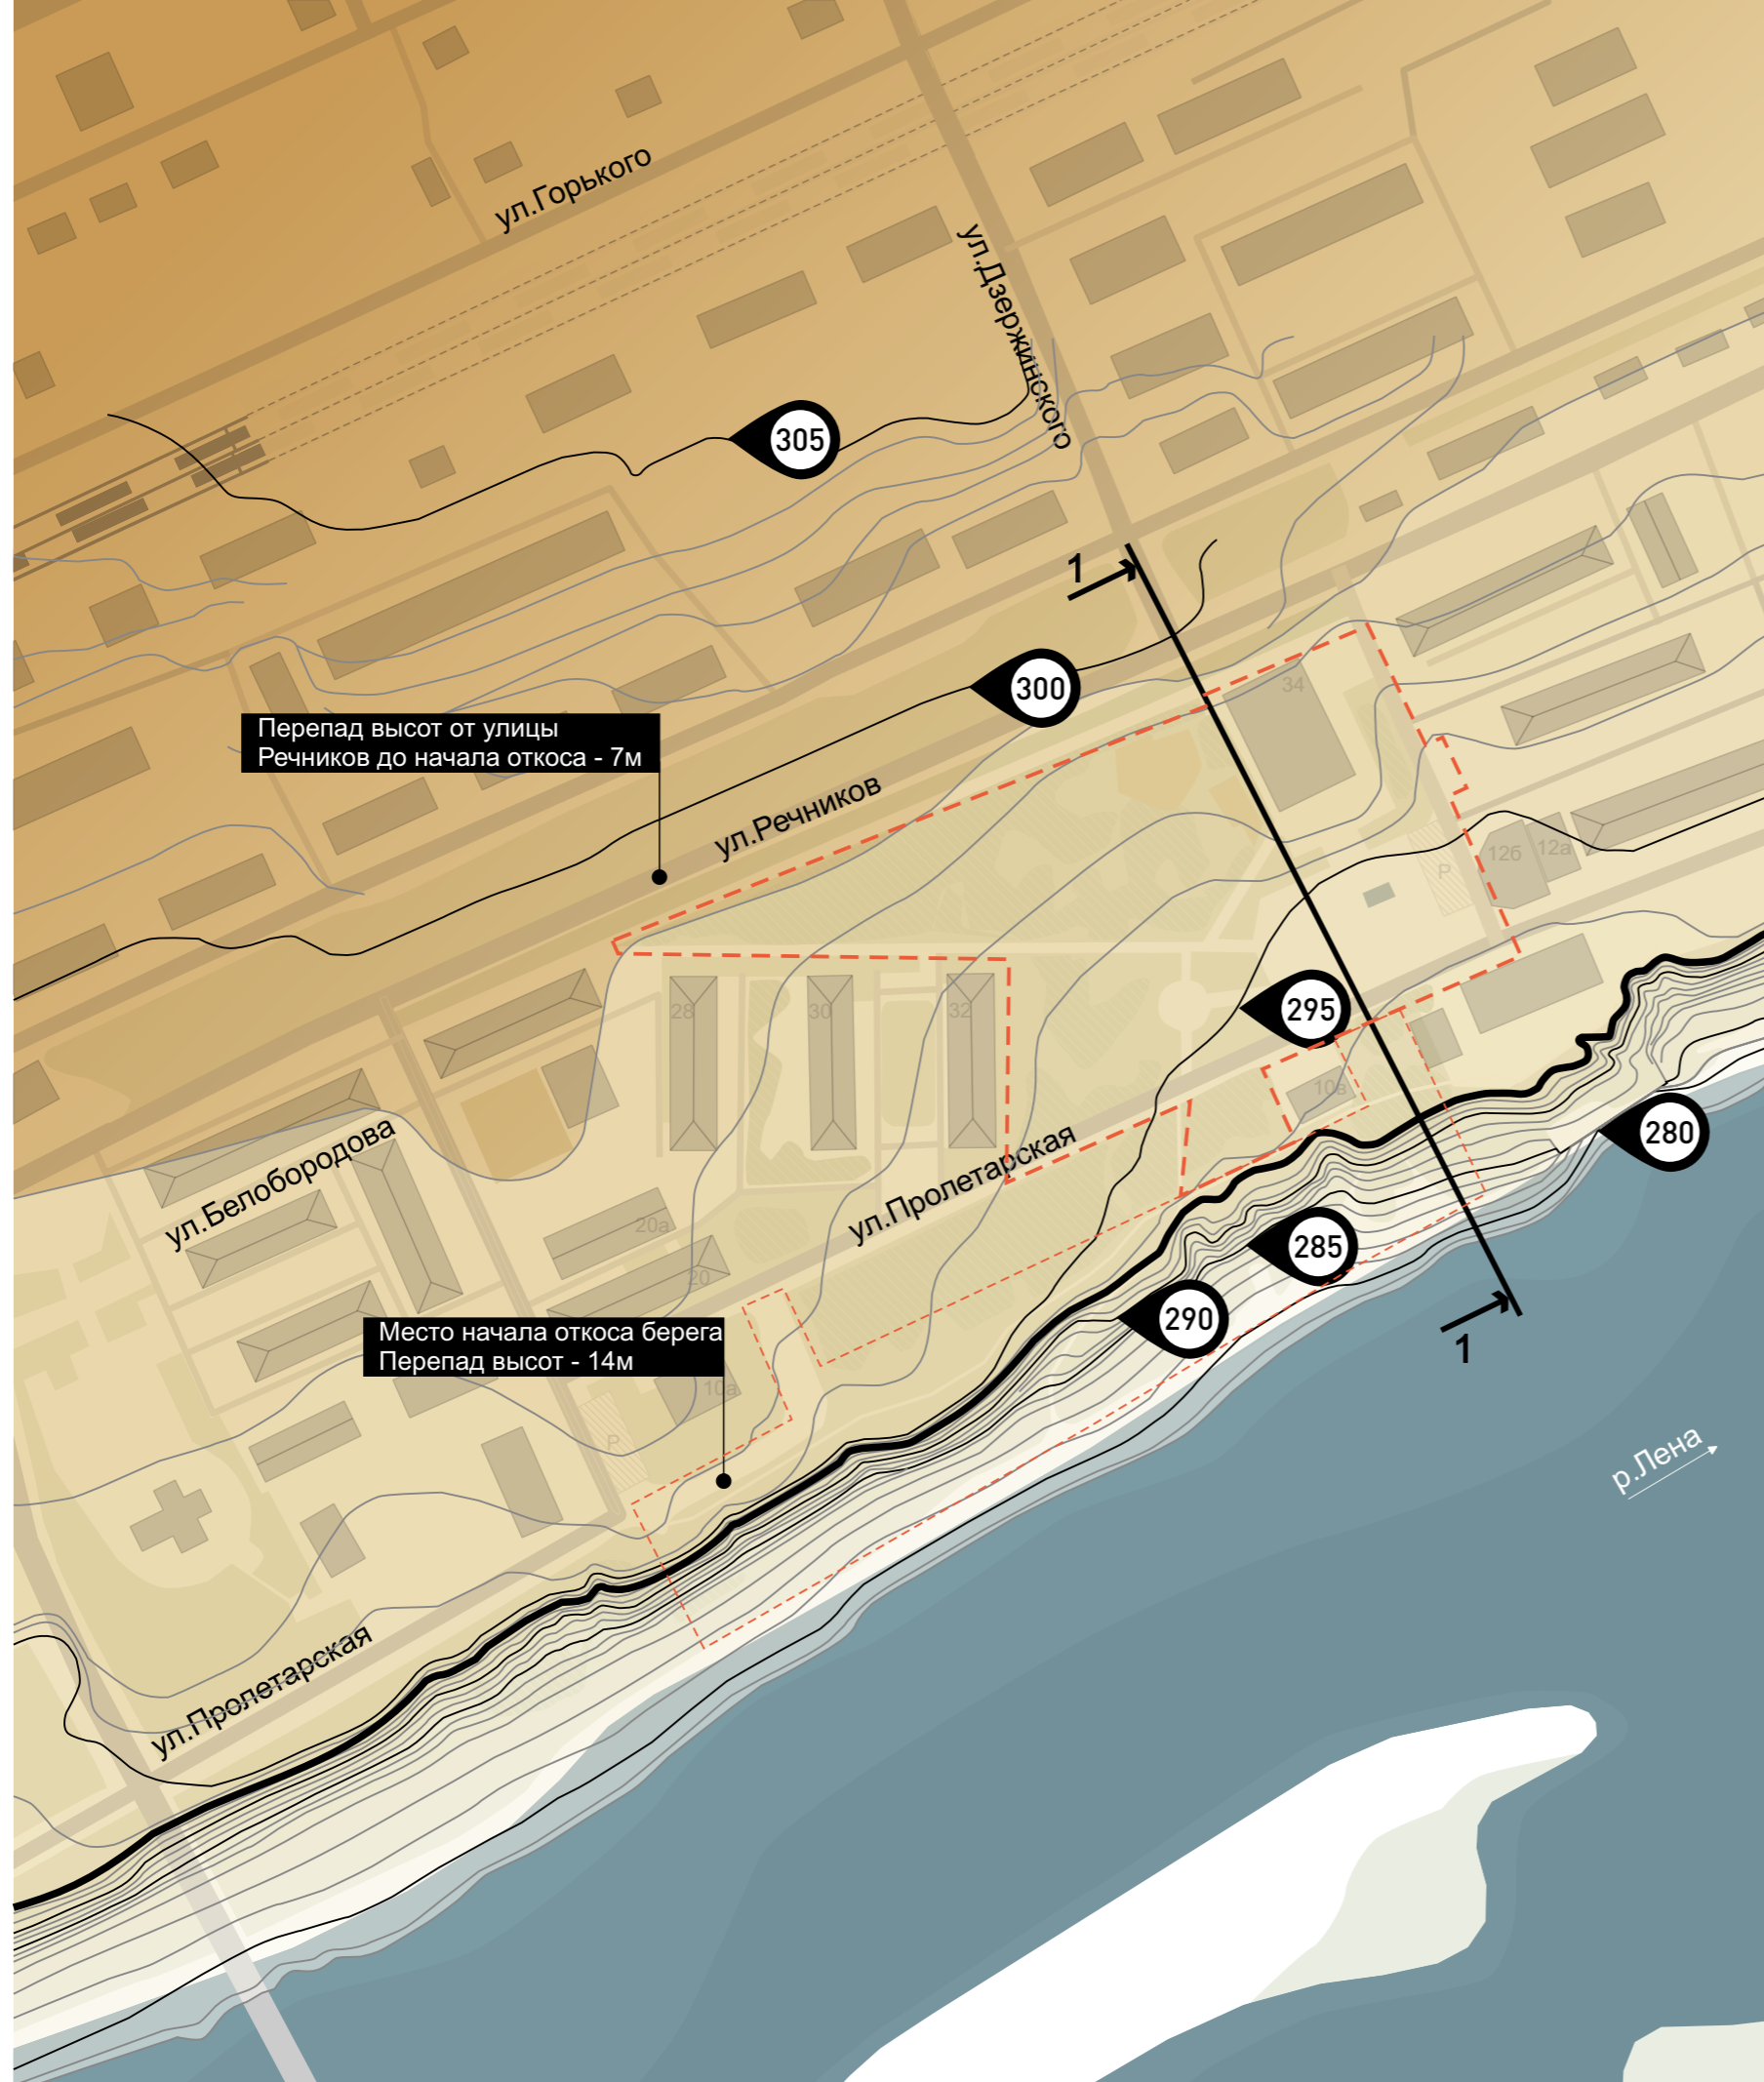 ул.Горького
ул.Дзержинского
305
1
300
34
Перепад высот от улицы
Речников до начала откоса - 7м
ул.Речников
12б
12а
Р
28
30
32
295
10в
280
ул.Белобородова
ул.Пролетарская
20а
20
285
290
1
Место начала откоса берега
Перепад высот - 14м
10а
Р
р.Лена
ул.Пролетарская